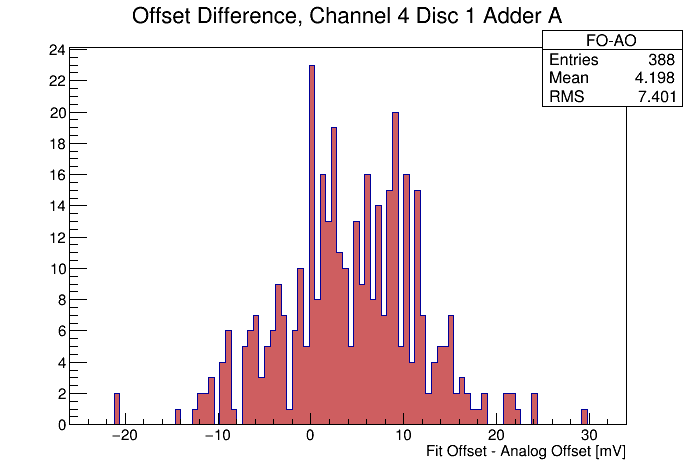 Offset Difference, Channel 4 Disc 1 Adder A
FO-AO
Entries 388
Mean 4.198
RMS 7.401
24
22
20
18
16
14
12
10
8
6
4
2
0
−20 −10 0 10 20 30
Fit Offset - Analog Offset [mV]